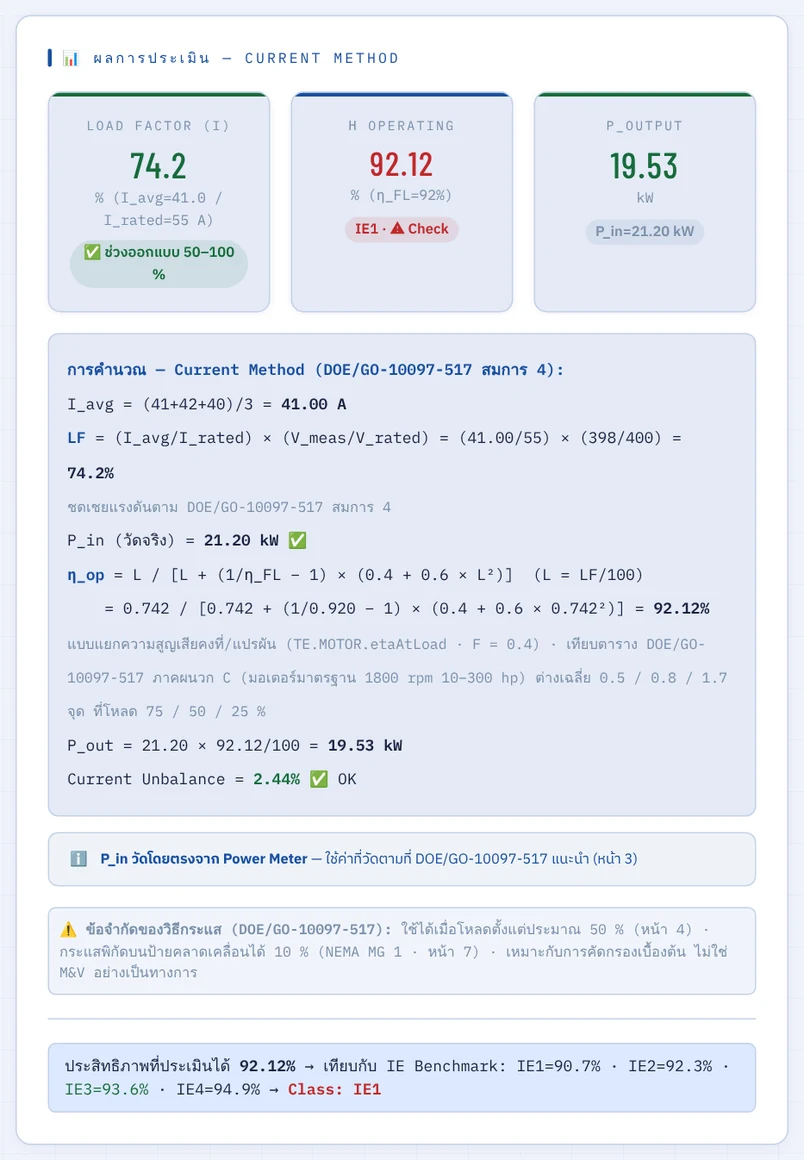 📊 ผลการประเมิน — CURRENT METHOD
LOAD FACTOR (I)
74.2
% (I_avg=41.0 /
I_rated=55 A)
✅ ช่วงออกแบบ 50–100
%
Η OPERATING
92.12
% (η_FL=92%)
IE1 · ⚠ Check
P_OUTPUT
19.53
kW
P_in=21.20 kW
การคำนวณ — Current Method (DOE/GO-10097-517 สมการ 4):
I_avg = (41+42+40)/3 = 41.00 A
LF = (I_avg/I_rated) × (V_meas/V_rated) = (41.00/55) × (398/400) =
74.2%
ชดเชยแรงดันตาม DOE/GO-10097-517 สมการ 4
P_in (วัดจริง) = 21.20 kW ✅
η_op = L / [L + (1/η_FL − 1) × (0.4 + 0.6 × L²)] (L = LF/100)
= 0.742 / [0.742 + (1/0.920 − 1) × (0.4 + 0.6 × 0.742²)] = 92.12%
แบบแยกความสูญเสียคงที่/แปรผัน (TE.MOTOR.etaAtLoad · F = 0.4) · เทียบตาราง DOE/GO-
10097-517 ภาคผนวก C (มอเตอร์มาตรฐาน 1800 rpm 10–300 hp) ต่างเฉลี่ย 0.5 / 0.8 / 1.7
จุด ที่โหลด 75 / 50 / 25 %
P_out = 21.20 × 92.12/100 = 19.53 kW
Current Unbalance = 2.44% ✅ OK
ℹ️ P_in วัดโดยตรงจาก Power Meter — ใช้ค่าที่วัดตามที่ DOE/GO-10097-517 แนะนำ (หน้า 3)
⚠️ ข้อจำกัดของวิธีกระแส (DOE/GO-10097-517): ใช้ได้เมื่อโหลดตั้งแต่ประมาณ 50 % (หน้า 4) ·
กระแสพิกัดบนป้ายคลาดเคลื่อนได้ 10 % (NEMA MG 1 · หน้า 7) · เหมาะกับการคัดกรองเบื้องต้น ไม่ใช่
M&V อย่างเป็นทางการ
ประสิทธิภาพที่ประเมินได้ 92.12% → เทียบกับ IE Benchmark: IE1=90.7% · IE2=92.3% ·
IE3=93.6% · IE4=94.9% → Class: IE1